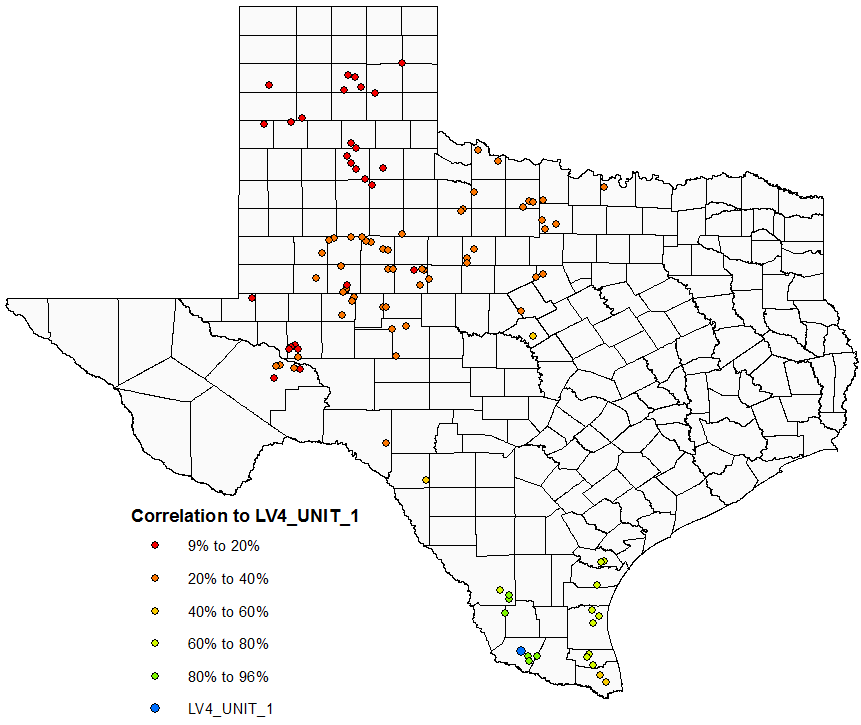 Correlation to LV4_UNIT_1
9% to 20%
20% to 40%
40% to 60%
60% to 80%
80% to 96%
LV4_UNIT_1